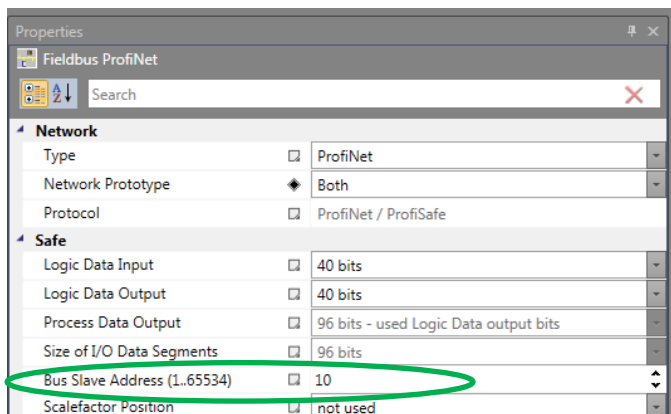 Properties
Fieldbus ProfiNet
A Z Search
Network
Type ProfiNet
Network Prototype Both
Protocol ProfiNet / ProfiSafe
Safe
Logic Data Input 40 bits
Logic Data Output 40 bits
Process Data Output 96 bits - used Logic Data output bits
Size of I/O Data Segments 96 bits
Bus Slave Address (1..65534) 10
Scalefactor Position not used